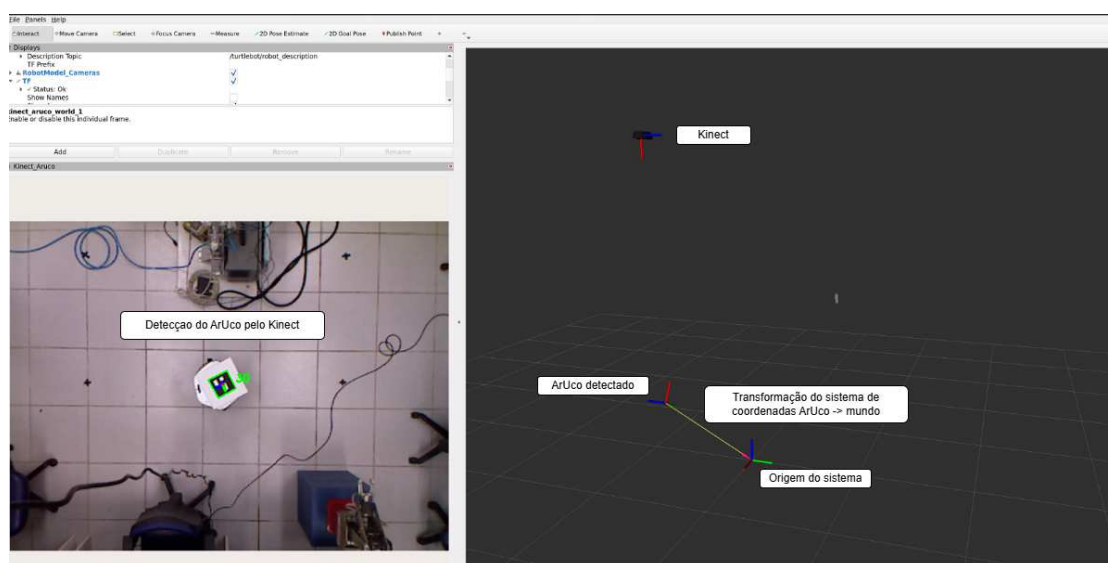 File Panels Help
Interact Move Camera Select Focus Camera Measure 2D Pose Estimate 2D Goal Pose Publish Point
Displays
Description Topic /turtlebot/robot_description
TF Prefix
RobotModel_Cameras
TF
Status: Ok
Show Names
kinect_aruco_world_1
Enable or disable this individual frame.
Add Duplicate Remove Rename
Kinect_Aruco
Kinect
Detecçao do ArUco pelo Kinect
ArUco detectado
Transformação do sistema de
coordenadas ArUco -> mundo
Origem do sistema